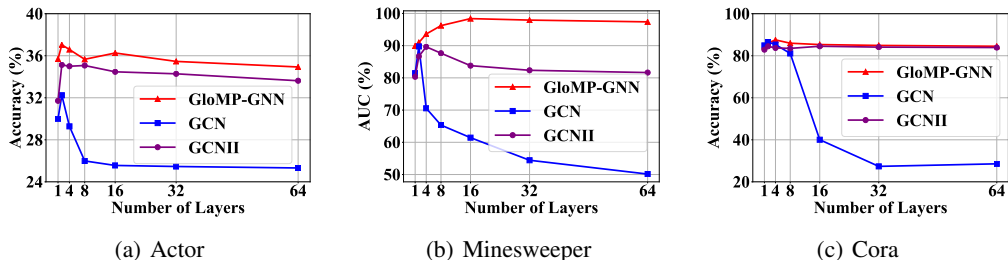 Accuracy (%)
36
32
28
24
GloMP-GNN
GCN
GCNII
1 4 8 16 32 64
Number of Layers
(a) Actor
AUC (%)
100
90
80
70
60
50
GloMP-GNN
GCN
GCNII
1 4 8 16 32 64
Number of Layers
(b) Minesweeper
Accuracy (%)
100
80
60
40
20
GloMP-GNN
GCN
GCNII
1 4 8 16 32 64
Number of Layers
(c) Cora